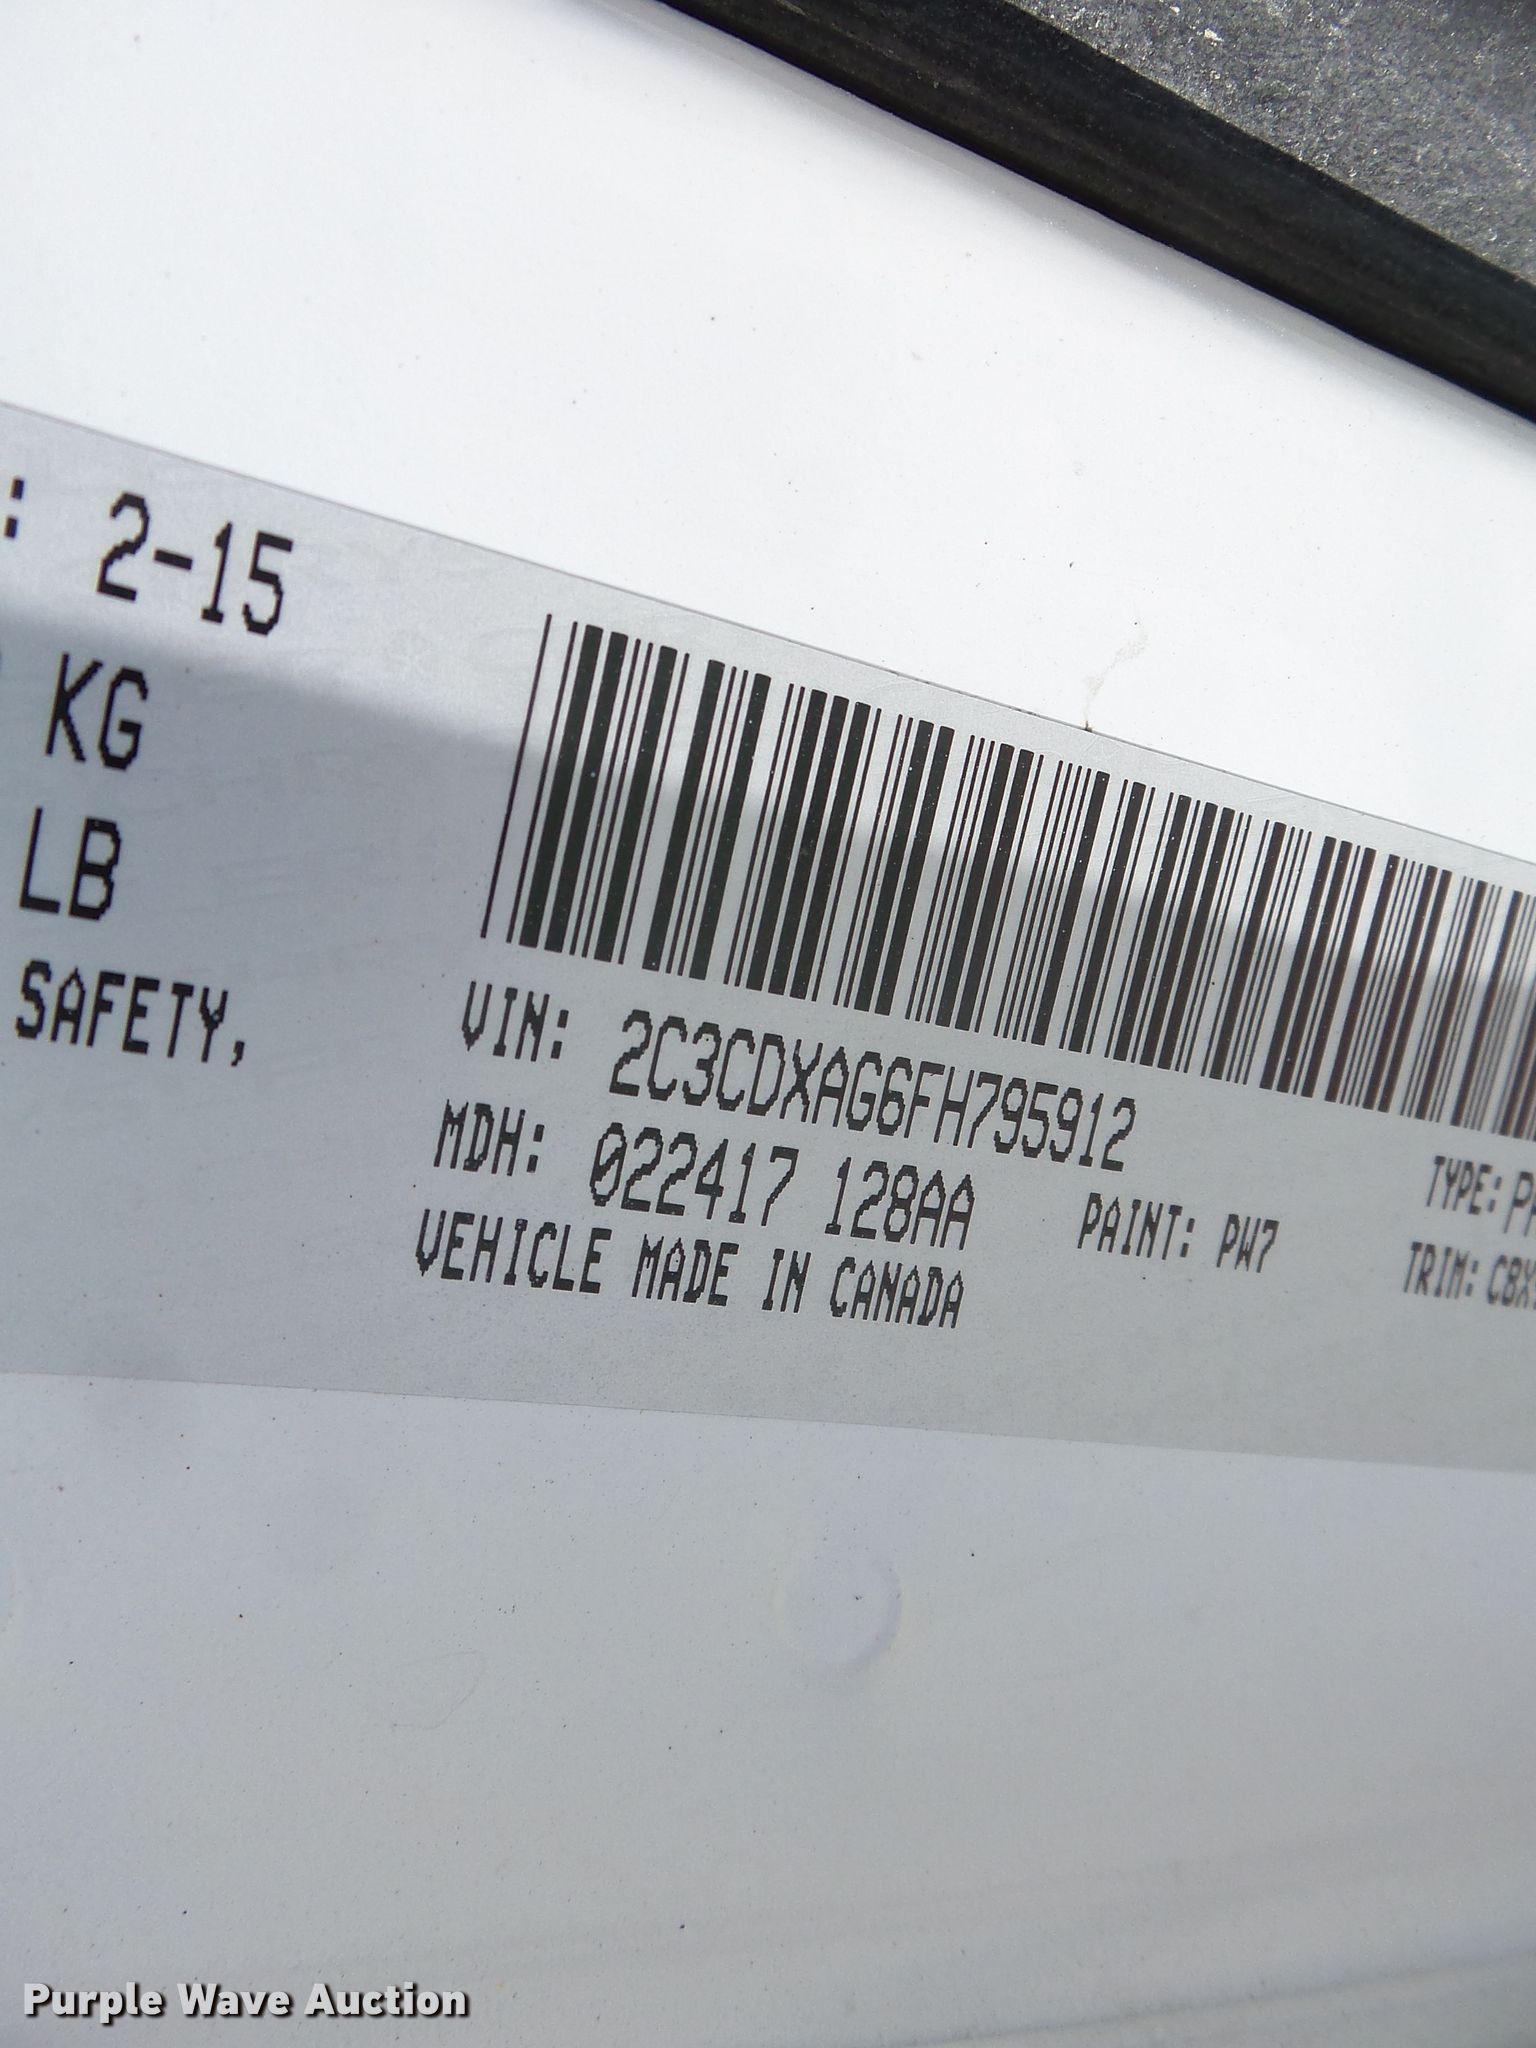 : 2-15
KG
LB
SAFETY,
VIN: 2C3CDXAG6FH795912
MDH: 022417 128AA
PAINT: PW7
VEHICLE MADE IN CANADA
TYPE:
TRIM:
Purple Wave Auction